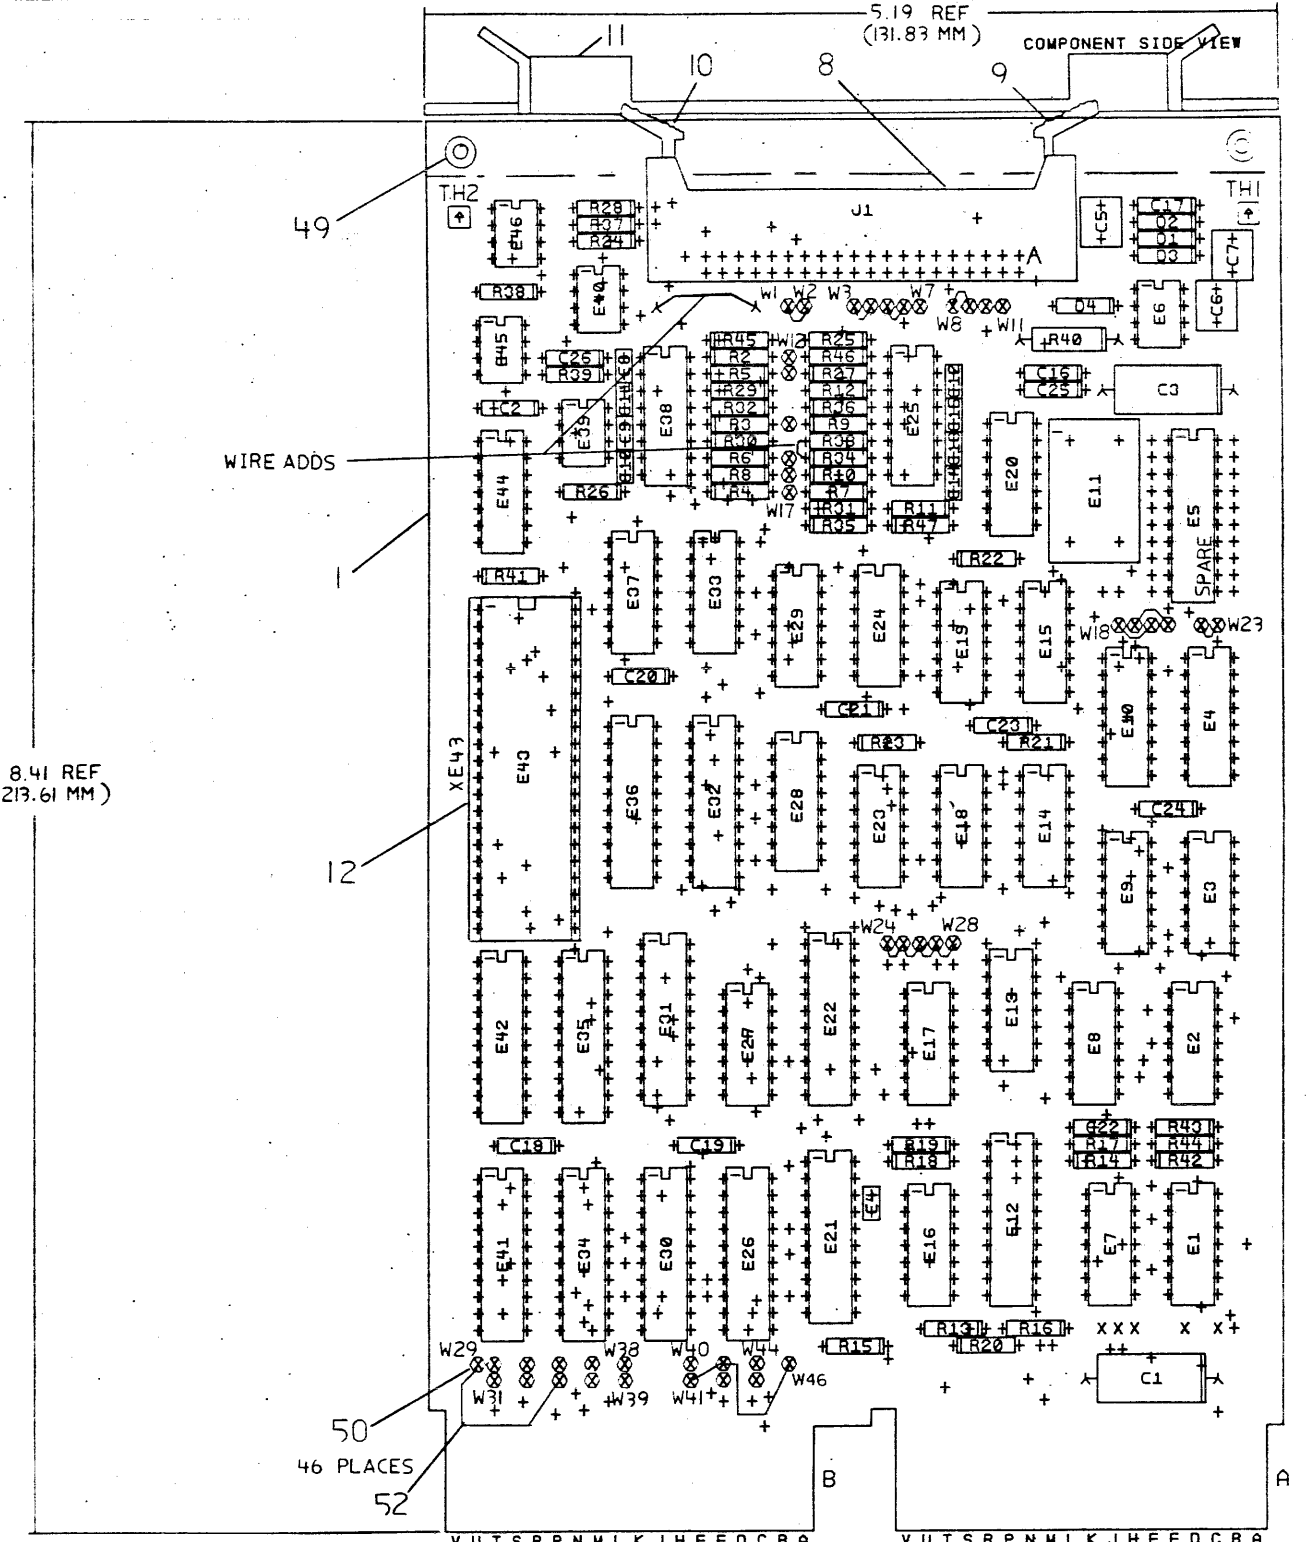 5.19 REF
(131.83 MM)
COMPONENT SIDE VIEW
11
10
8
9
TH2
TH1
49
J1
A
E46
R28
R37
R24
C5
C17
D2
D1
D3
C7
R38
E40
W1
W2
W3
W7
W8
W11
D4
E6
C6
E45
C26
R39
R45
W12
R25
R40
R2
R46
R5
R27
C16
R29
R12
C25
C3
C2
E39
E38
R32
R36
E25
R3
R9
R30
R38
E20
E11
WIRE ADDS
C9
R6
R34
R8
R10
E44
R26
R4
R7
W17
R31
R11
R35
R47
E5
SPARE
1
R22
R41
E37
E33
E29
E24
E19
E15
W18
W23
C20
C21
C23
R23
R21
E10
E4
8.41 REF
213.61 MM)
XE43
E43
E36
E32
E28
E23
E18
E14
C24
12
E9
E3
W24
W28
E42
E35
E31
E27
E22
E17
E13
E8
E2
C18
C19
R19
R18
C22
R43
R17
R44
R14
R42
E41
E34
E30
E26
E21
C4
E16
E12
E7
E1
R13
R16
R15
R20
W29
W38
W40
W44
W31
W39
W41
W46
C1
50
46 PLACES
52
B
A
V U T S R P N M L K J H F E D C B A
V U T S R P N M L K J H F E D C B A